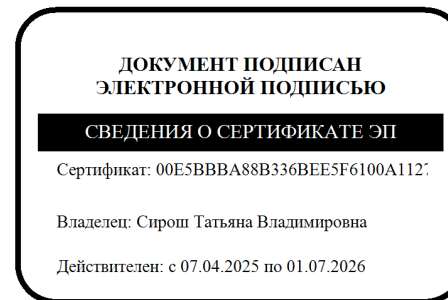 ДОКУМЕНТ ПОДПИСАН
ЭЛЕКТРОННОЙ ПОДПИСЬЮ
СВЕДЕНИЯ О СЕРТИФИКАТЕ ЭП
Сертификат: 00E5BBBA88B336BEE5F6100A1127
Владелец: Сирош Татьяна Владимировна
Действителен: с 07.04.2025 по 01.07.2026